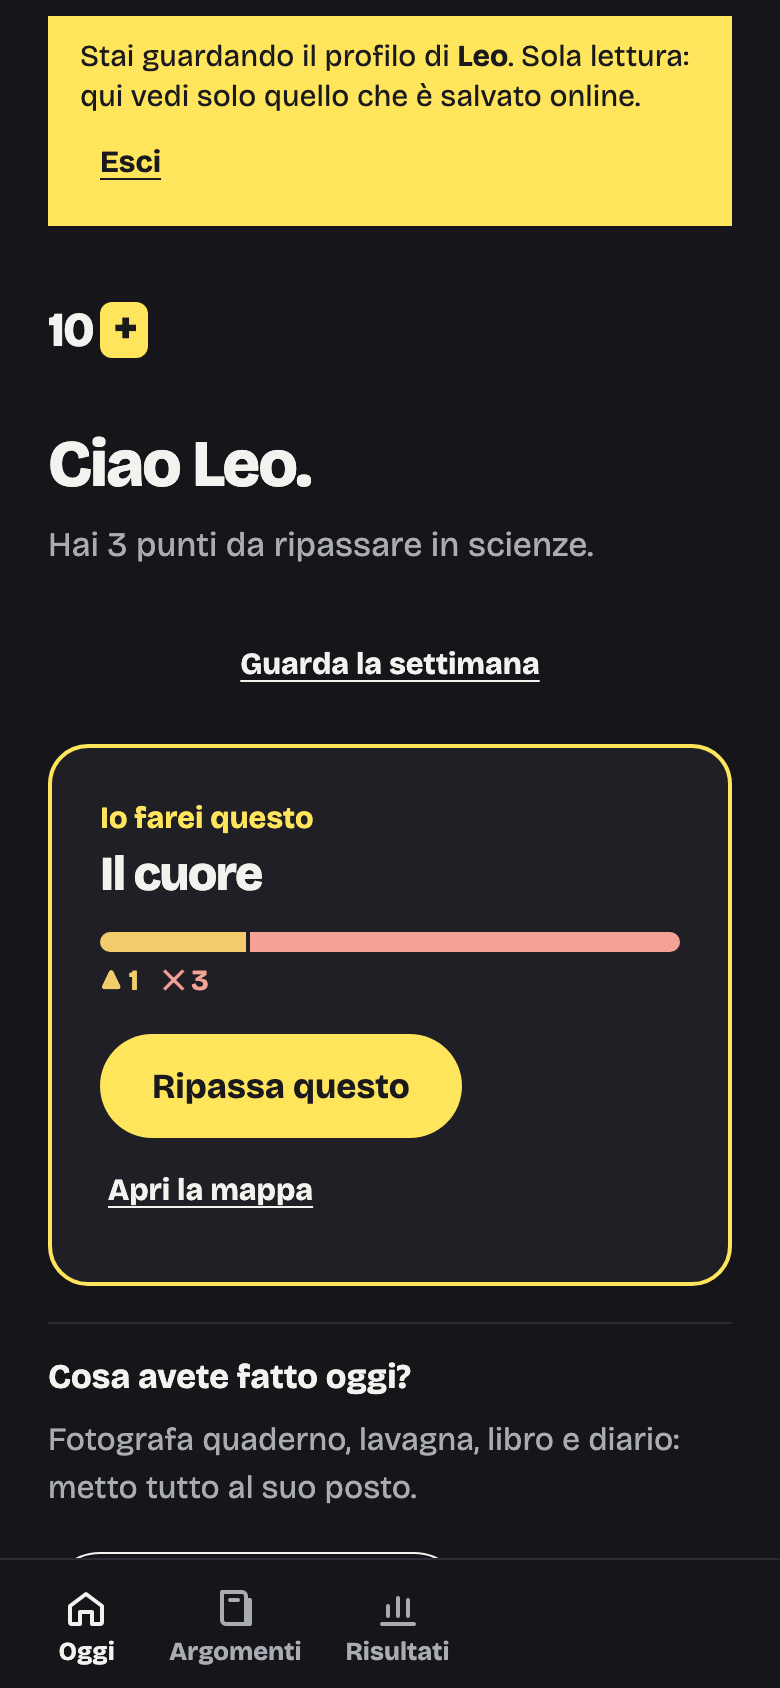 Stai guardando il profilo di Leo. Sola lettura:
qui vedi solo quello che è salvato online.
Esci
10 +
Ciao Leo.
Hai 3 punti da ripassare in scienze.
Guarda la settimana
Io farei questo
Il cuore
1 3
Ripassa questo
Apri la mappa
Cosa avete fatto oggi?
Fotografa quaderno, lavagna, libro e diario:
metto tutto al suo posto.
Oggi Argomenti Risultati